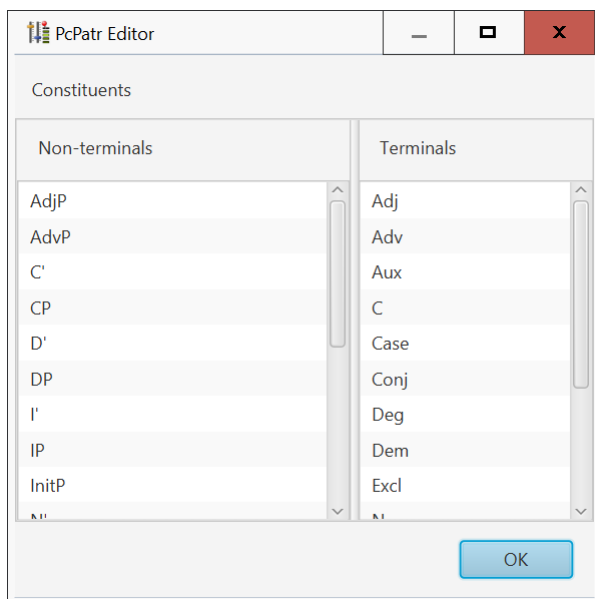 PcPatr Editor
Constituents
Non-terminals
AdjP
AdvP
C'
CP
D'
DP
I'
IP
InitP
N'
Terminals
Adj
Adv
Aux
C
Case
Conj
Deg
Dem
Excl
N
OK